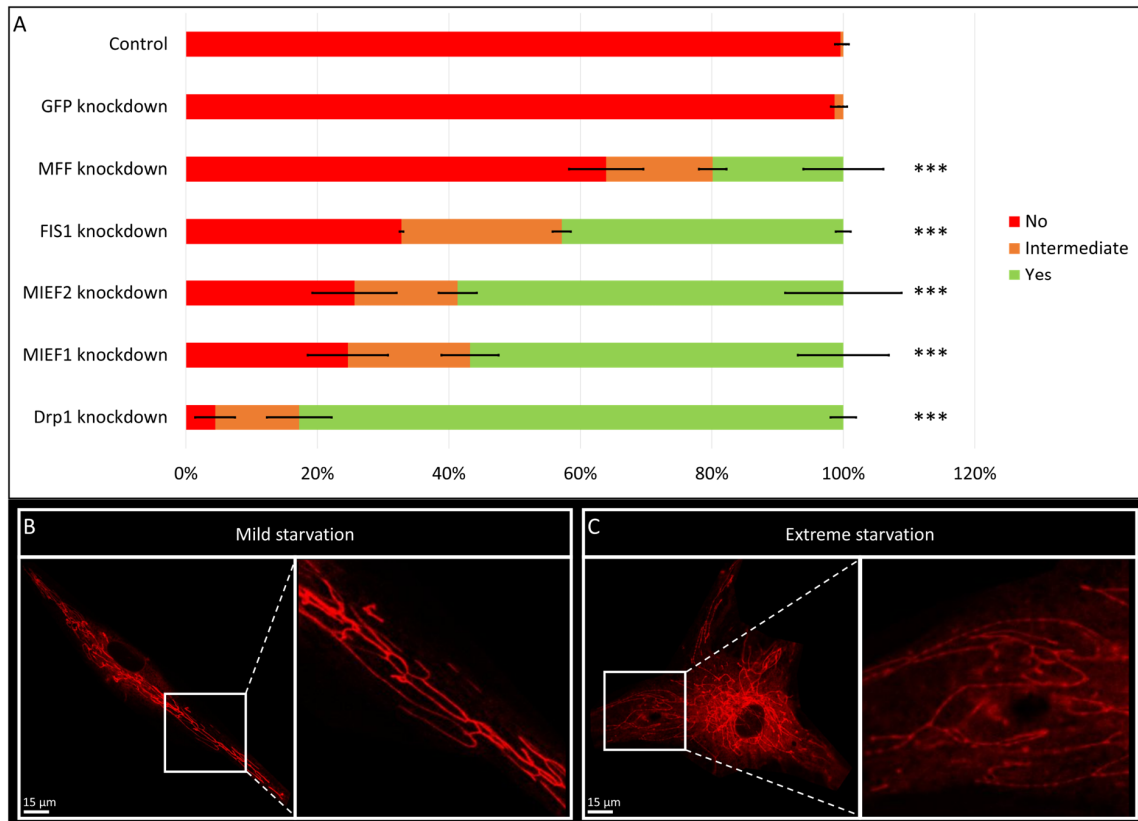 A
Control
GFP knockdown
MFF knockdown
***
FIS1 knockdown
***
MIEF2 knockdown
***
MIEF1 knockdown
***
Drp1 knockdown
***
No
Intermediate
Yes
0% 20% 40% 60% 80% 100% 120%
B
Mild starvation
15 µm
C
Extreme starvation
15 µm